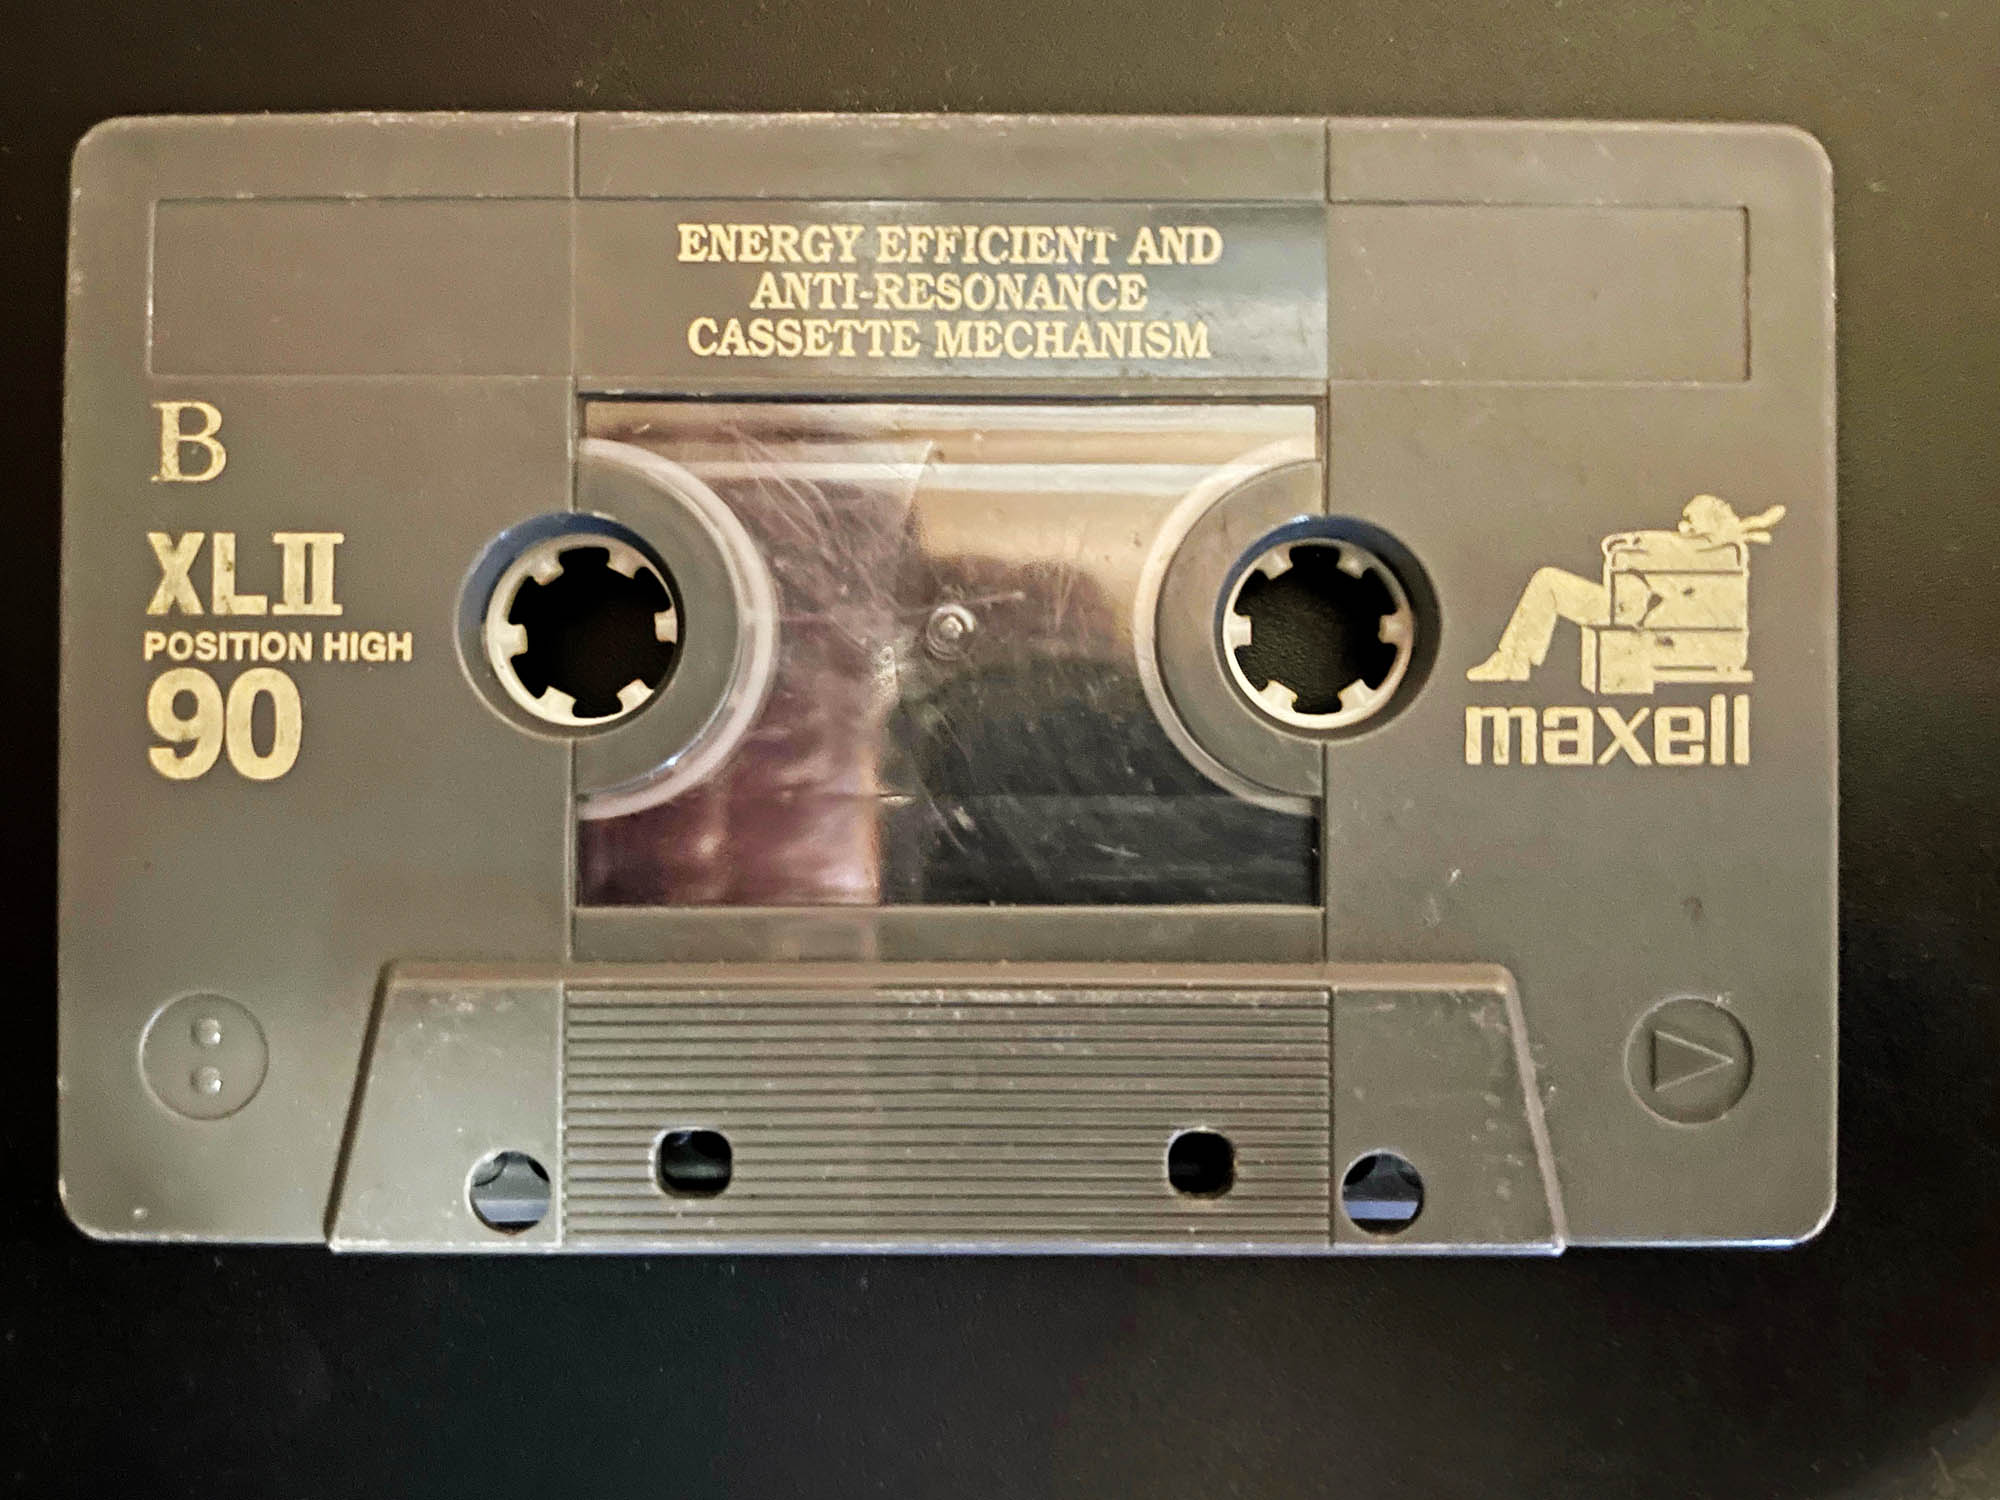 ENERGY EFFICIENT AND
ANTI-RESONANCE
CASSETTE MECHANISM
B
XLII
POSITION HIGH
90
maxell